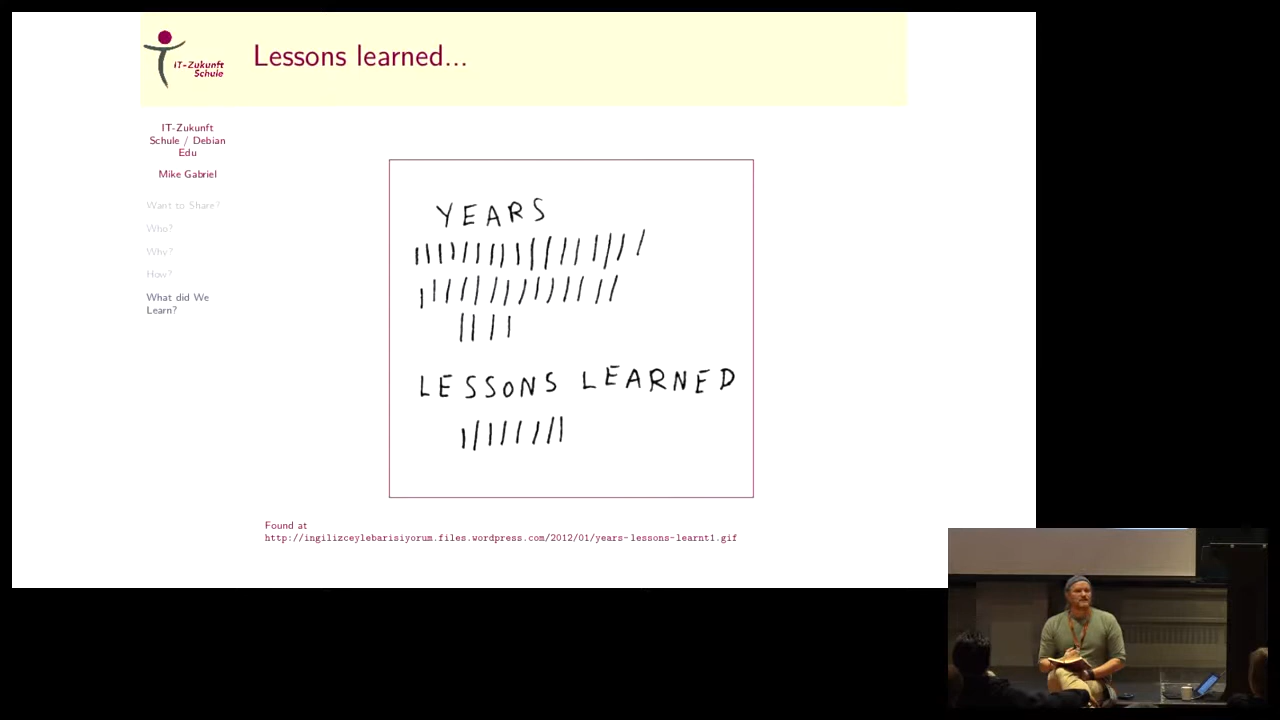 IT-Zukunft
Schule
Lessons learned...
IT-Zukunft
Schule / Debian
Edu
Mike Gabriel
Want to Share?
Who?
Why?
How?
What did We
Learn?
YEARS
LESSONS LEARNED
Found at
http://ingilizceylebarisiyorum.files.wordpress.com/2012/01/years-lessons-learnt1.gif